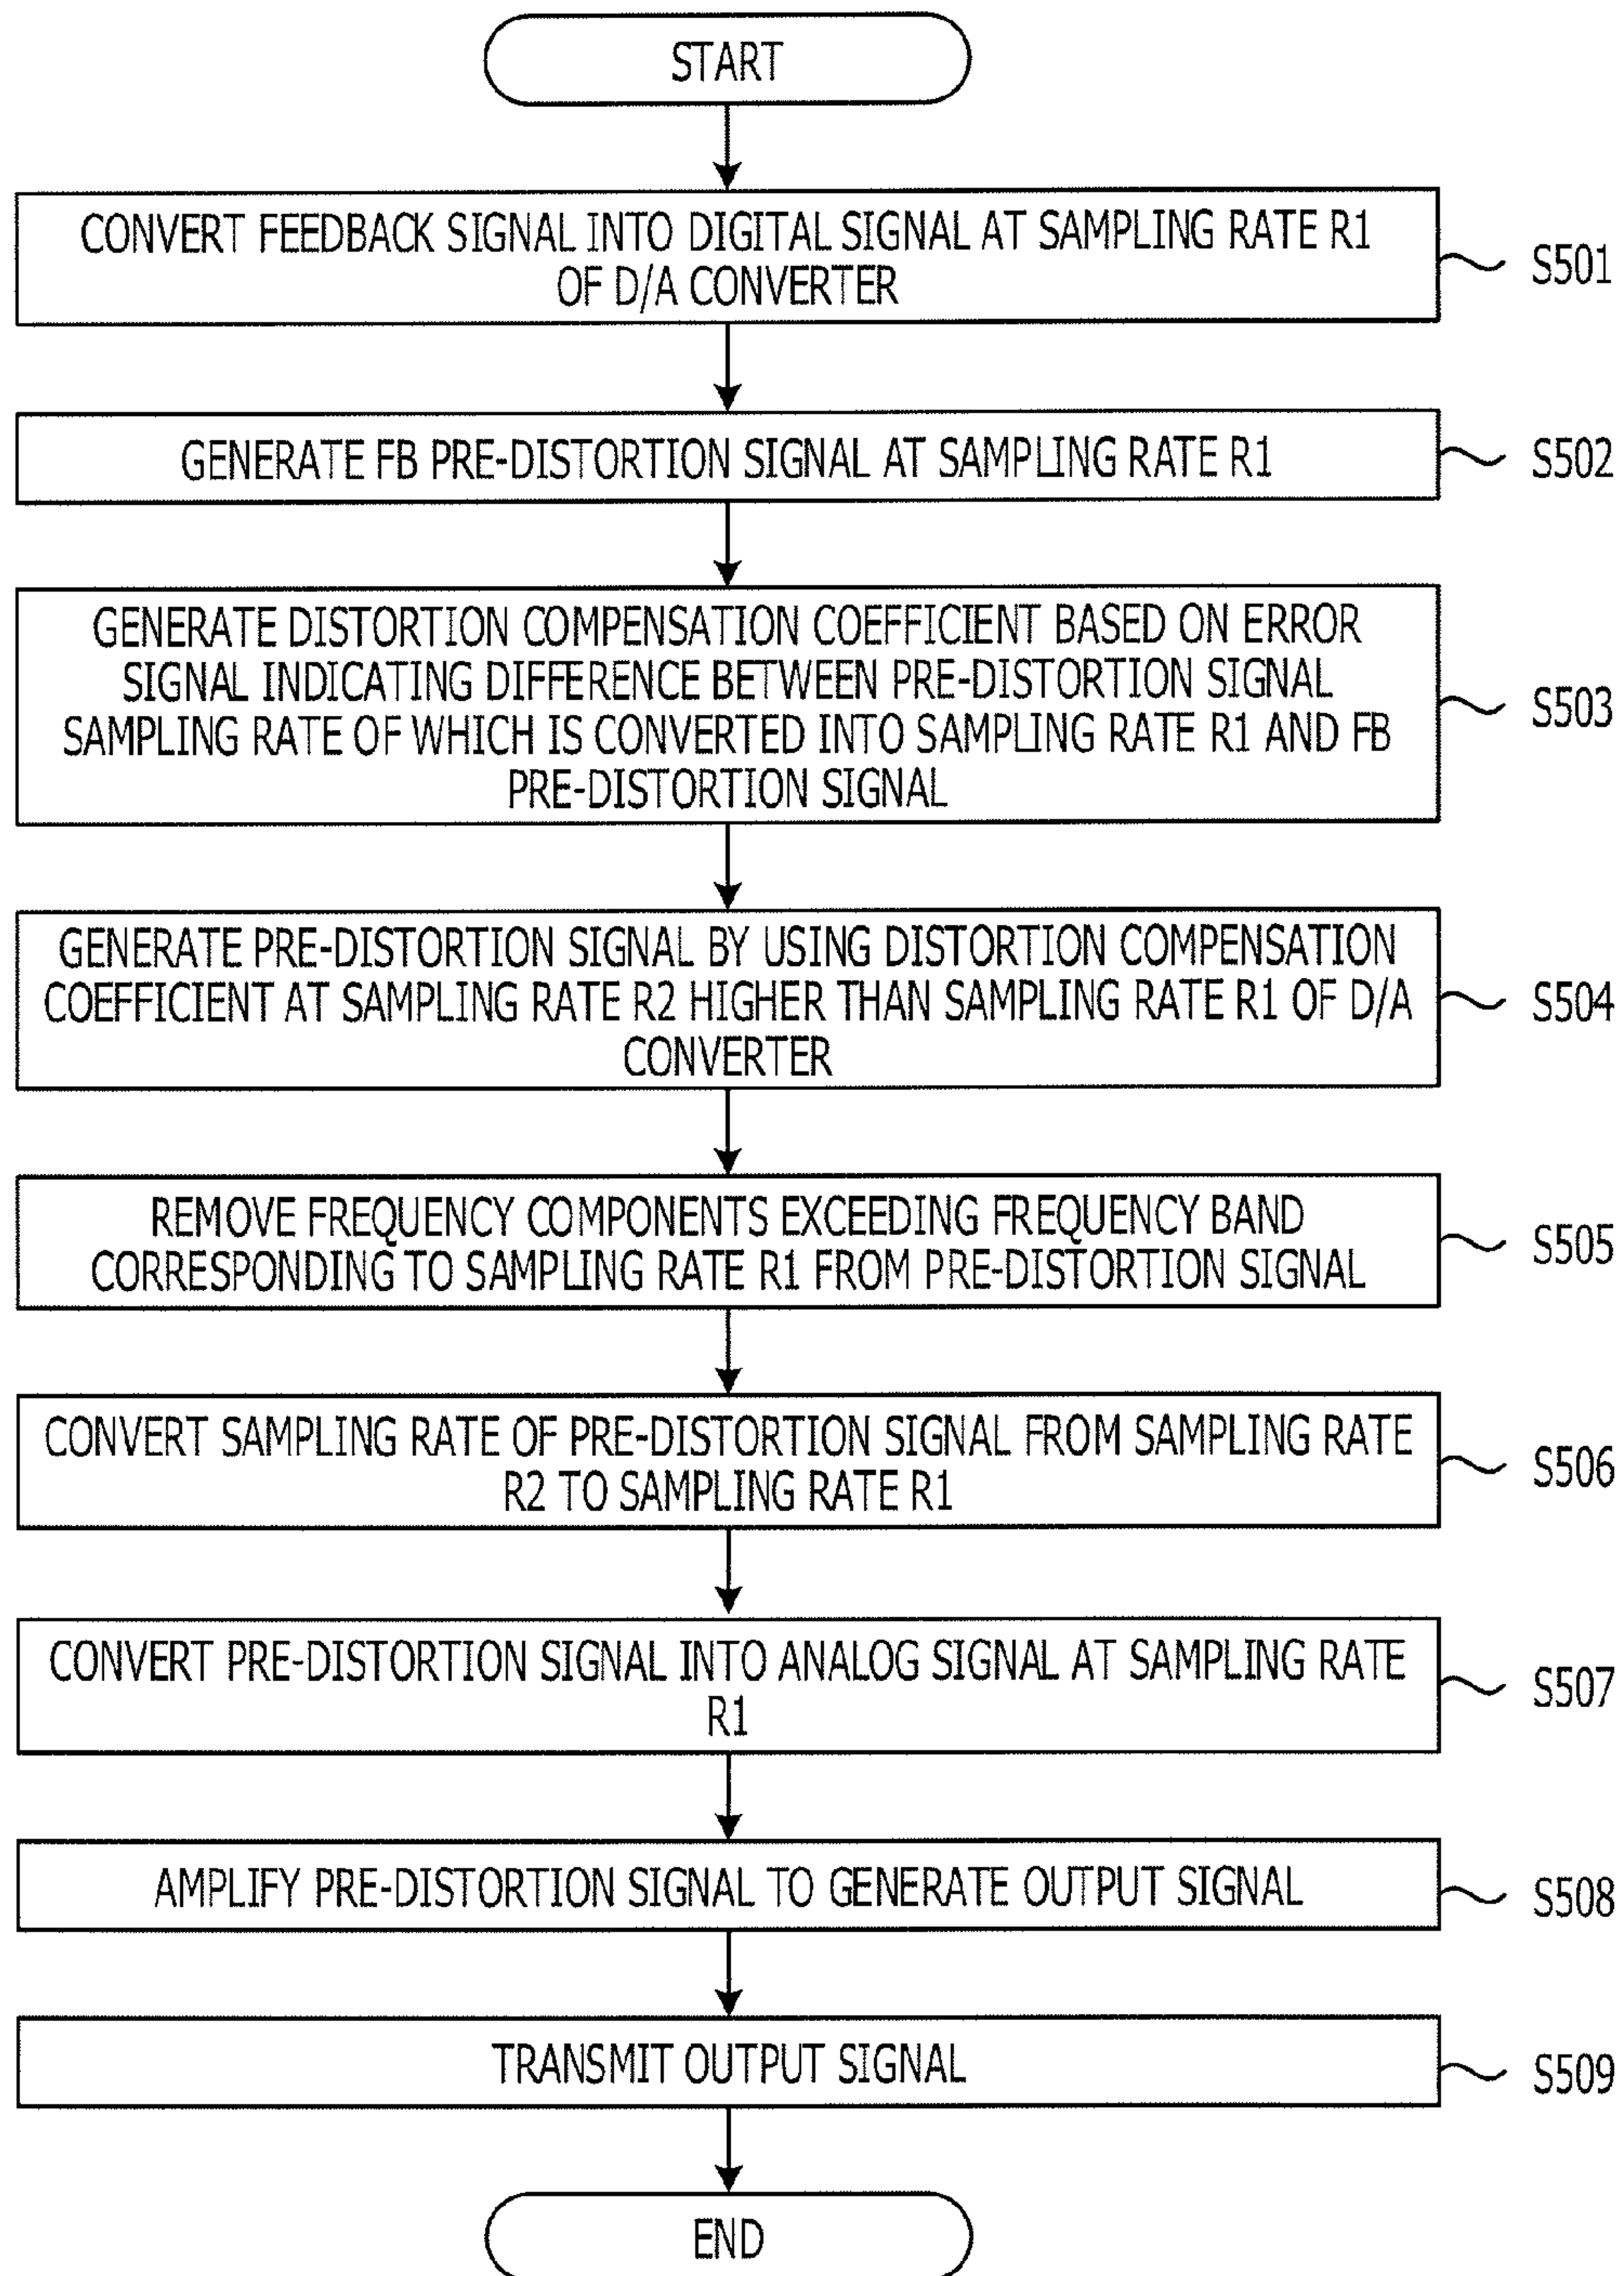 START
CONVERT FEEDBACK SIGNAL INTO DIGITAL SIGNAL AT SAMPLING RATE R1
OF D/A CONVERTER
S501
GENERATE FB PRE-DISTORTION SIGNAL AT SAMPLING RATE R1
S502
GENERATE DISTORTION COMPENSATION COEFFICIENT BASED ON ERROR
SIGNAL INDICATING DIFFERENCE BETWEEN PRE-DISTORTION SIGNAL
SAMPLING RATE OF WHICH IS CONVERTED INTO SAMPLING RATE R1 AND FB
PRE-DISTORTION SIGNAL
S503
GENERATE PRE-DISTORTION SIGNAL BY USING DISTORTION COMPENSATION
COEFFICIENT AT SAMPLING RATE R2 HIGHER THAN SAMPLING RATE R1 OF D/A
CONVERTER
S504
REMOVE FREQUENCY COMPONENTS EXCEEDING FREQUENCY BAND
CORRESPONDING TO SAMPLING RATE R1 FROM PRE-DISTORTION SIGNAL
S505
CONVERT SAMPLING RATE OF PRE-DISTORTION SIGNAL FROM SAMPLING RATE
R2 TO SAMPLING RATE R1
S506
CONVERT PRE-DISTORTION SIGNAL INTO ANALOG SIGNAL AT SAMPLING RATE
R1
S507
AMPLIFY PRE-DISTORTION SIGNAL TO GENERATE OUTPUT SIGNAL
S508
TRANSMIT OUTPUT SIGNAL
S509
END